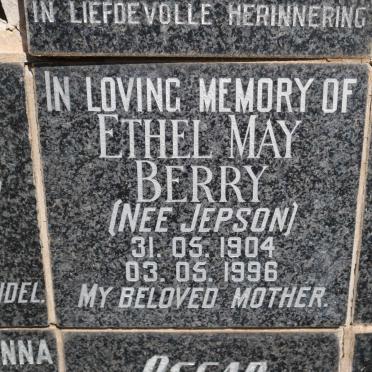 IN LIEFDEVOLLE HERINNERING
IN LOVING MEMORY OF
ETHEL MAY
BERRY
(NEE JEPSON)
31. 05. 1904
03. 05. 1996
MY BELOVED MOTHER.